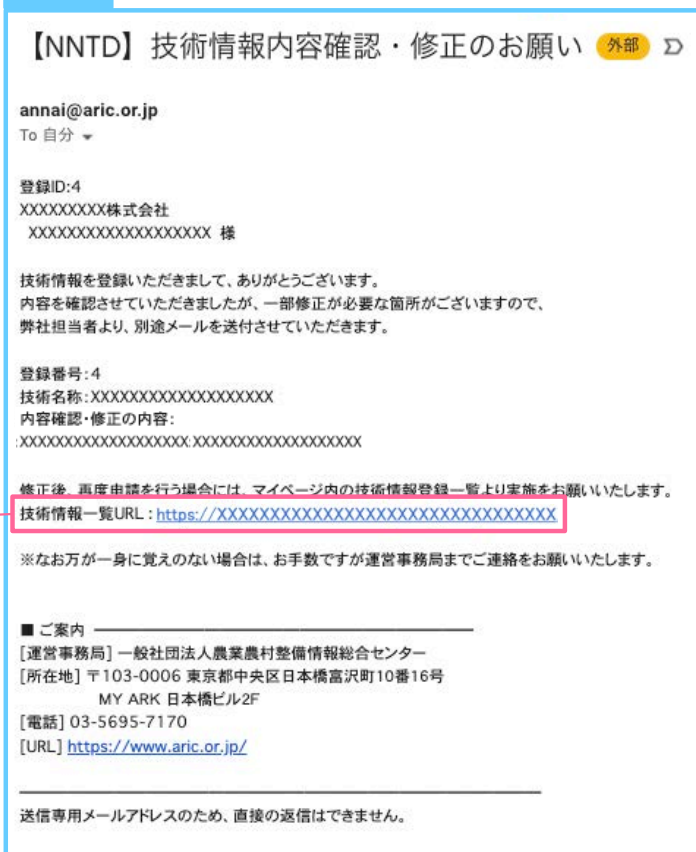 【NNTD】技術情報内容確認・修正のお願い 外部
annai@aric.or.jp
To 自分
登録ID:4
XXXXXXXXX株式会社
XXXXXXXXXXXXXXXXXXXX 様
技術情報を登録いただきまして、ありがとうございます。
内容を確認させていただきましたが、一部修正が必要な箇所がございますので、
弊社担当者より、別途メールを送付させていただきます。
登録番号:4
技術名称:XXXXXXXXXXXXXXXXXXXX
内容確認・修正の内容:
:XXXXXXXXXXXXXXXXXXX:XXXXXXXXXXXXXXXXXXX
修正後、再度申請を行う場合には、マイページ内の技術情報登録一覧より実施をお願いいたします。
技術情報一覧URL : https://XXXXXXXXXXXXXXXXXXXXXXXXXXXXXXXX
※なお万が一身に覚えのない場合は、お手数ですが運営事務局までご連絡をお願いいたします。
■ ご案内
[運営事務局] 一般社団法人農業農村整備情報総合センター
[所在地] 〒103-0006 東京都中央区日本橋富沢町10番16号
MY ARK 日本橋ビル2F
[電話] 03-5695-7170
[URL] https://www.aric.or.jp/
送信専用メールアドレスのため、直接の返信はできません。